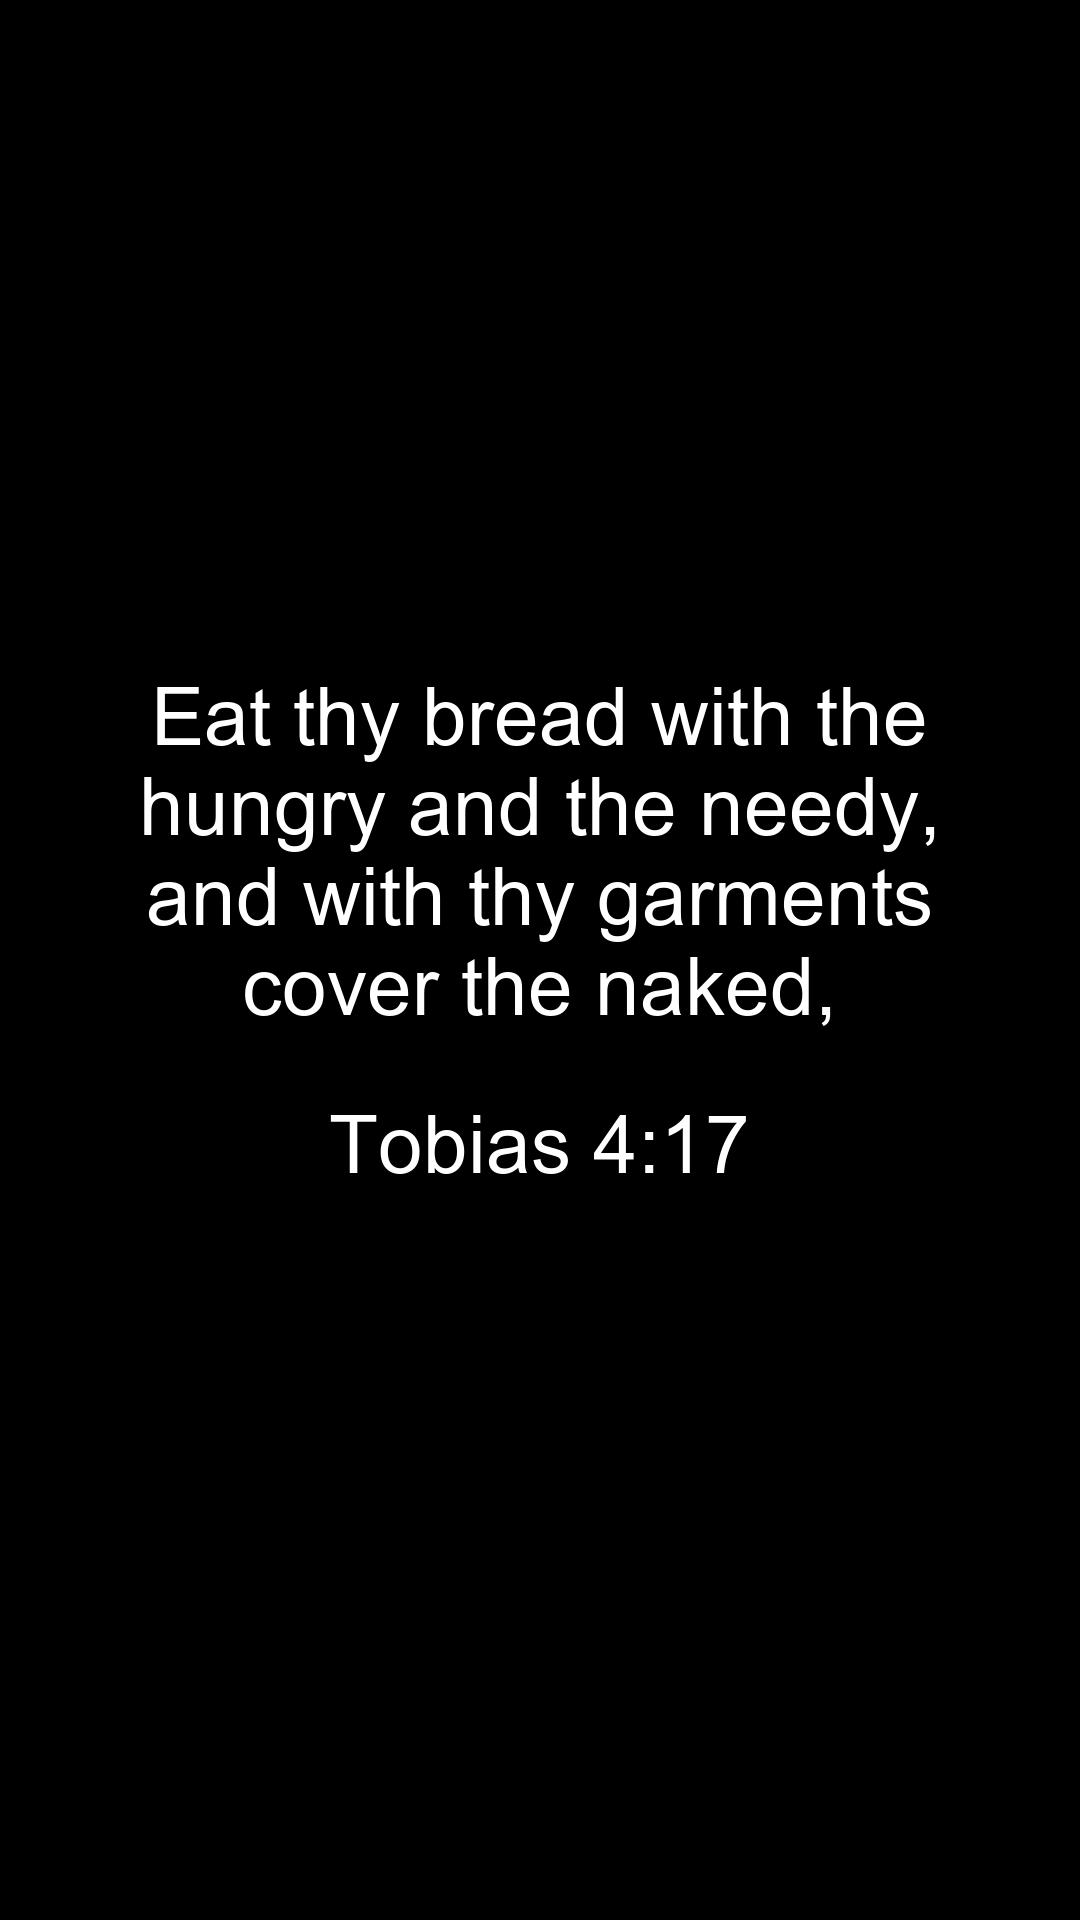 Eat thy bread with the
hungry and the needy,
and with thy garments
cover the naked,
Tobias 4:17